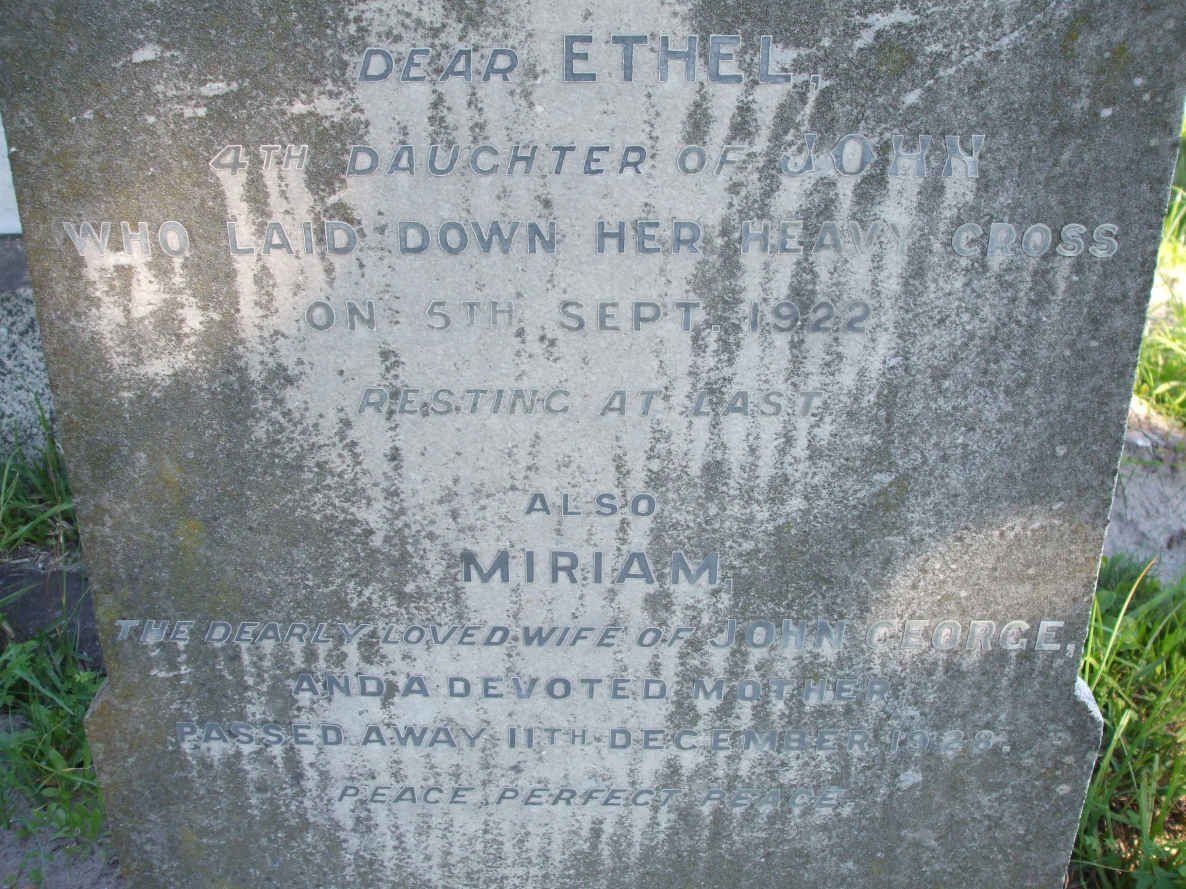 DEAR ETHEL,
4TH DAUGHTER OF JOHN
WHO LAID DOWN HER HEAVY CROSS
ON 5TH SEPT. 1922
RESTING AT LAST
ALSO
MIRIAM,
THE DEARLY LOVED WIFE OF JOHN GEORGE,
AND A DEVOTED MOTHER
PASSED AWAY 11TH DECEMBER 1928.
PEACE, PERFECT PEACE.